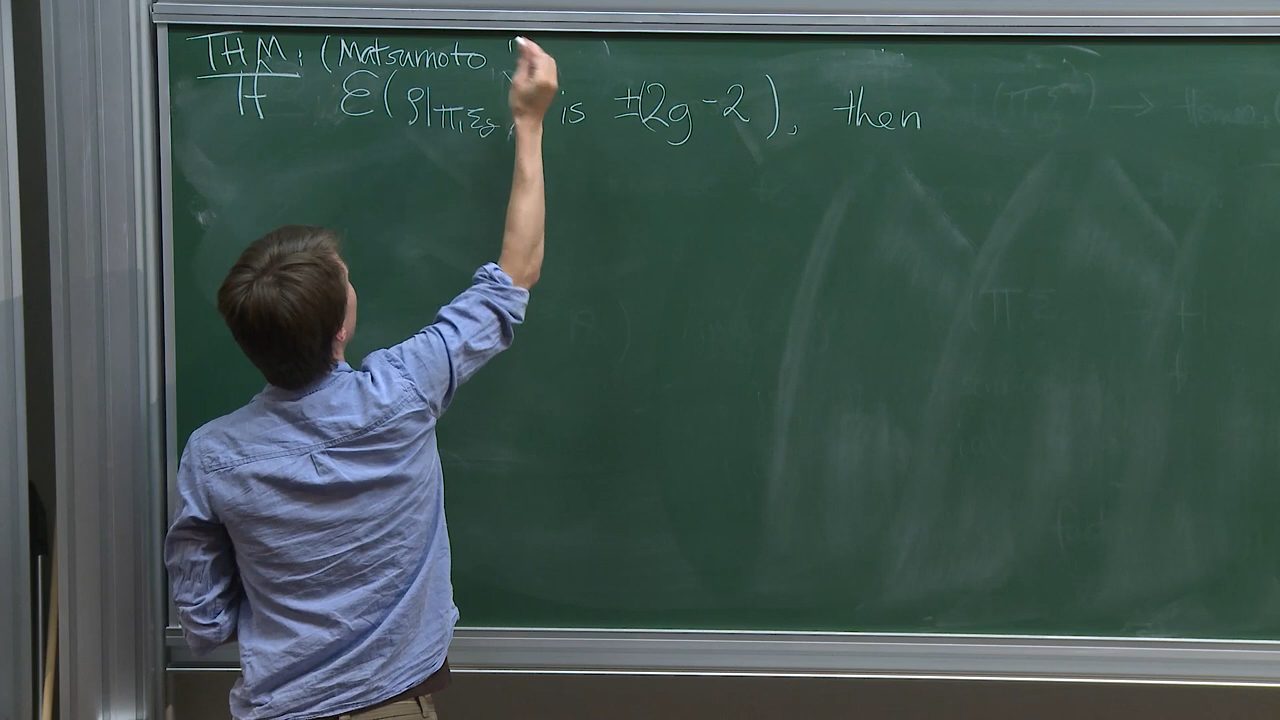 THM: (Matsumoto '
If ℰ(ρ|π₁Σg) is ±(2g-2), then